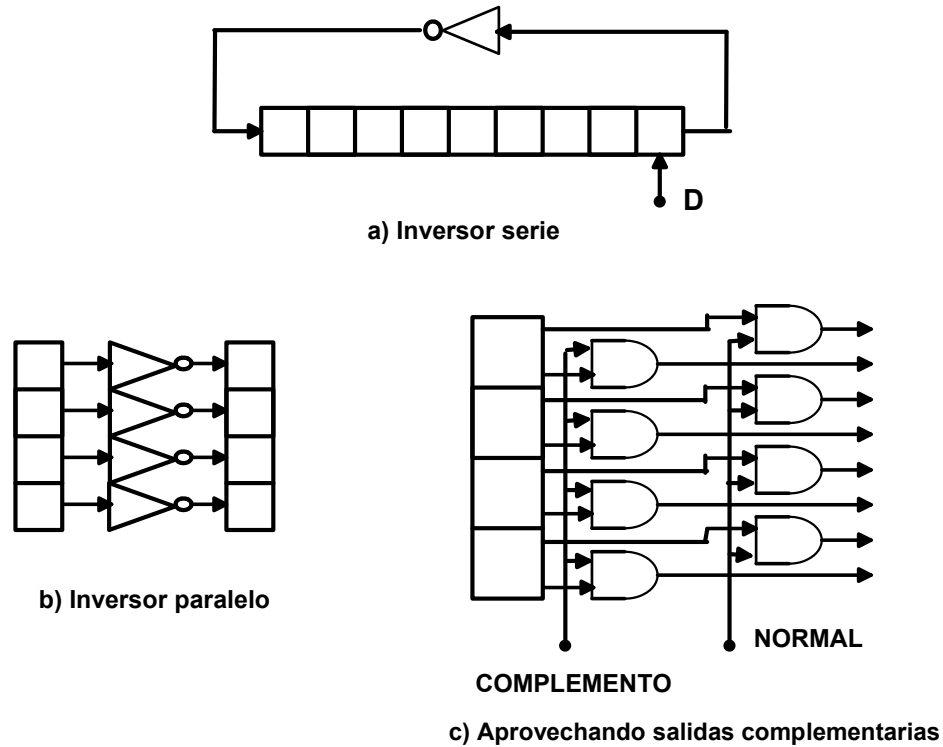 D
a) Inversor serie
b) Inversor paralelo
NORMAL
COMPLEMENTO
c) Aprovechando salidas complementarias